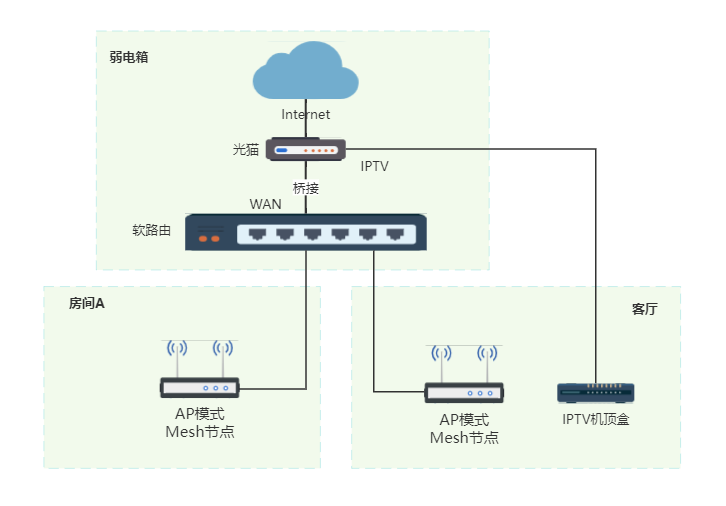 弱电箱
Internet
光猫
IPTV
桥接
WAN
软路由
房间A
客厅
AP模式
Mesh节点
AP模式
Mesh节点
IPTV机顶盒